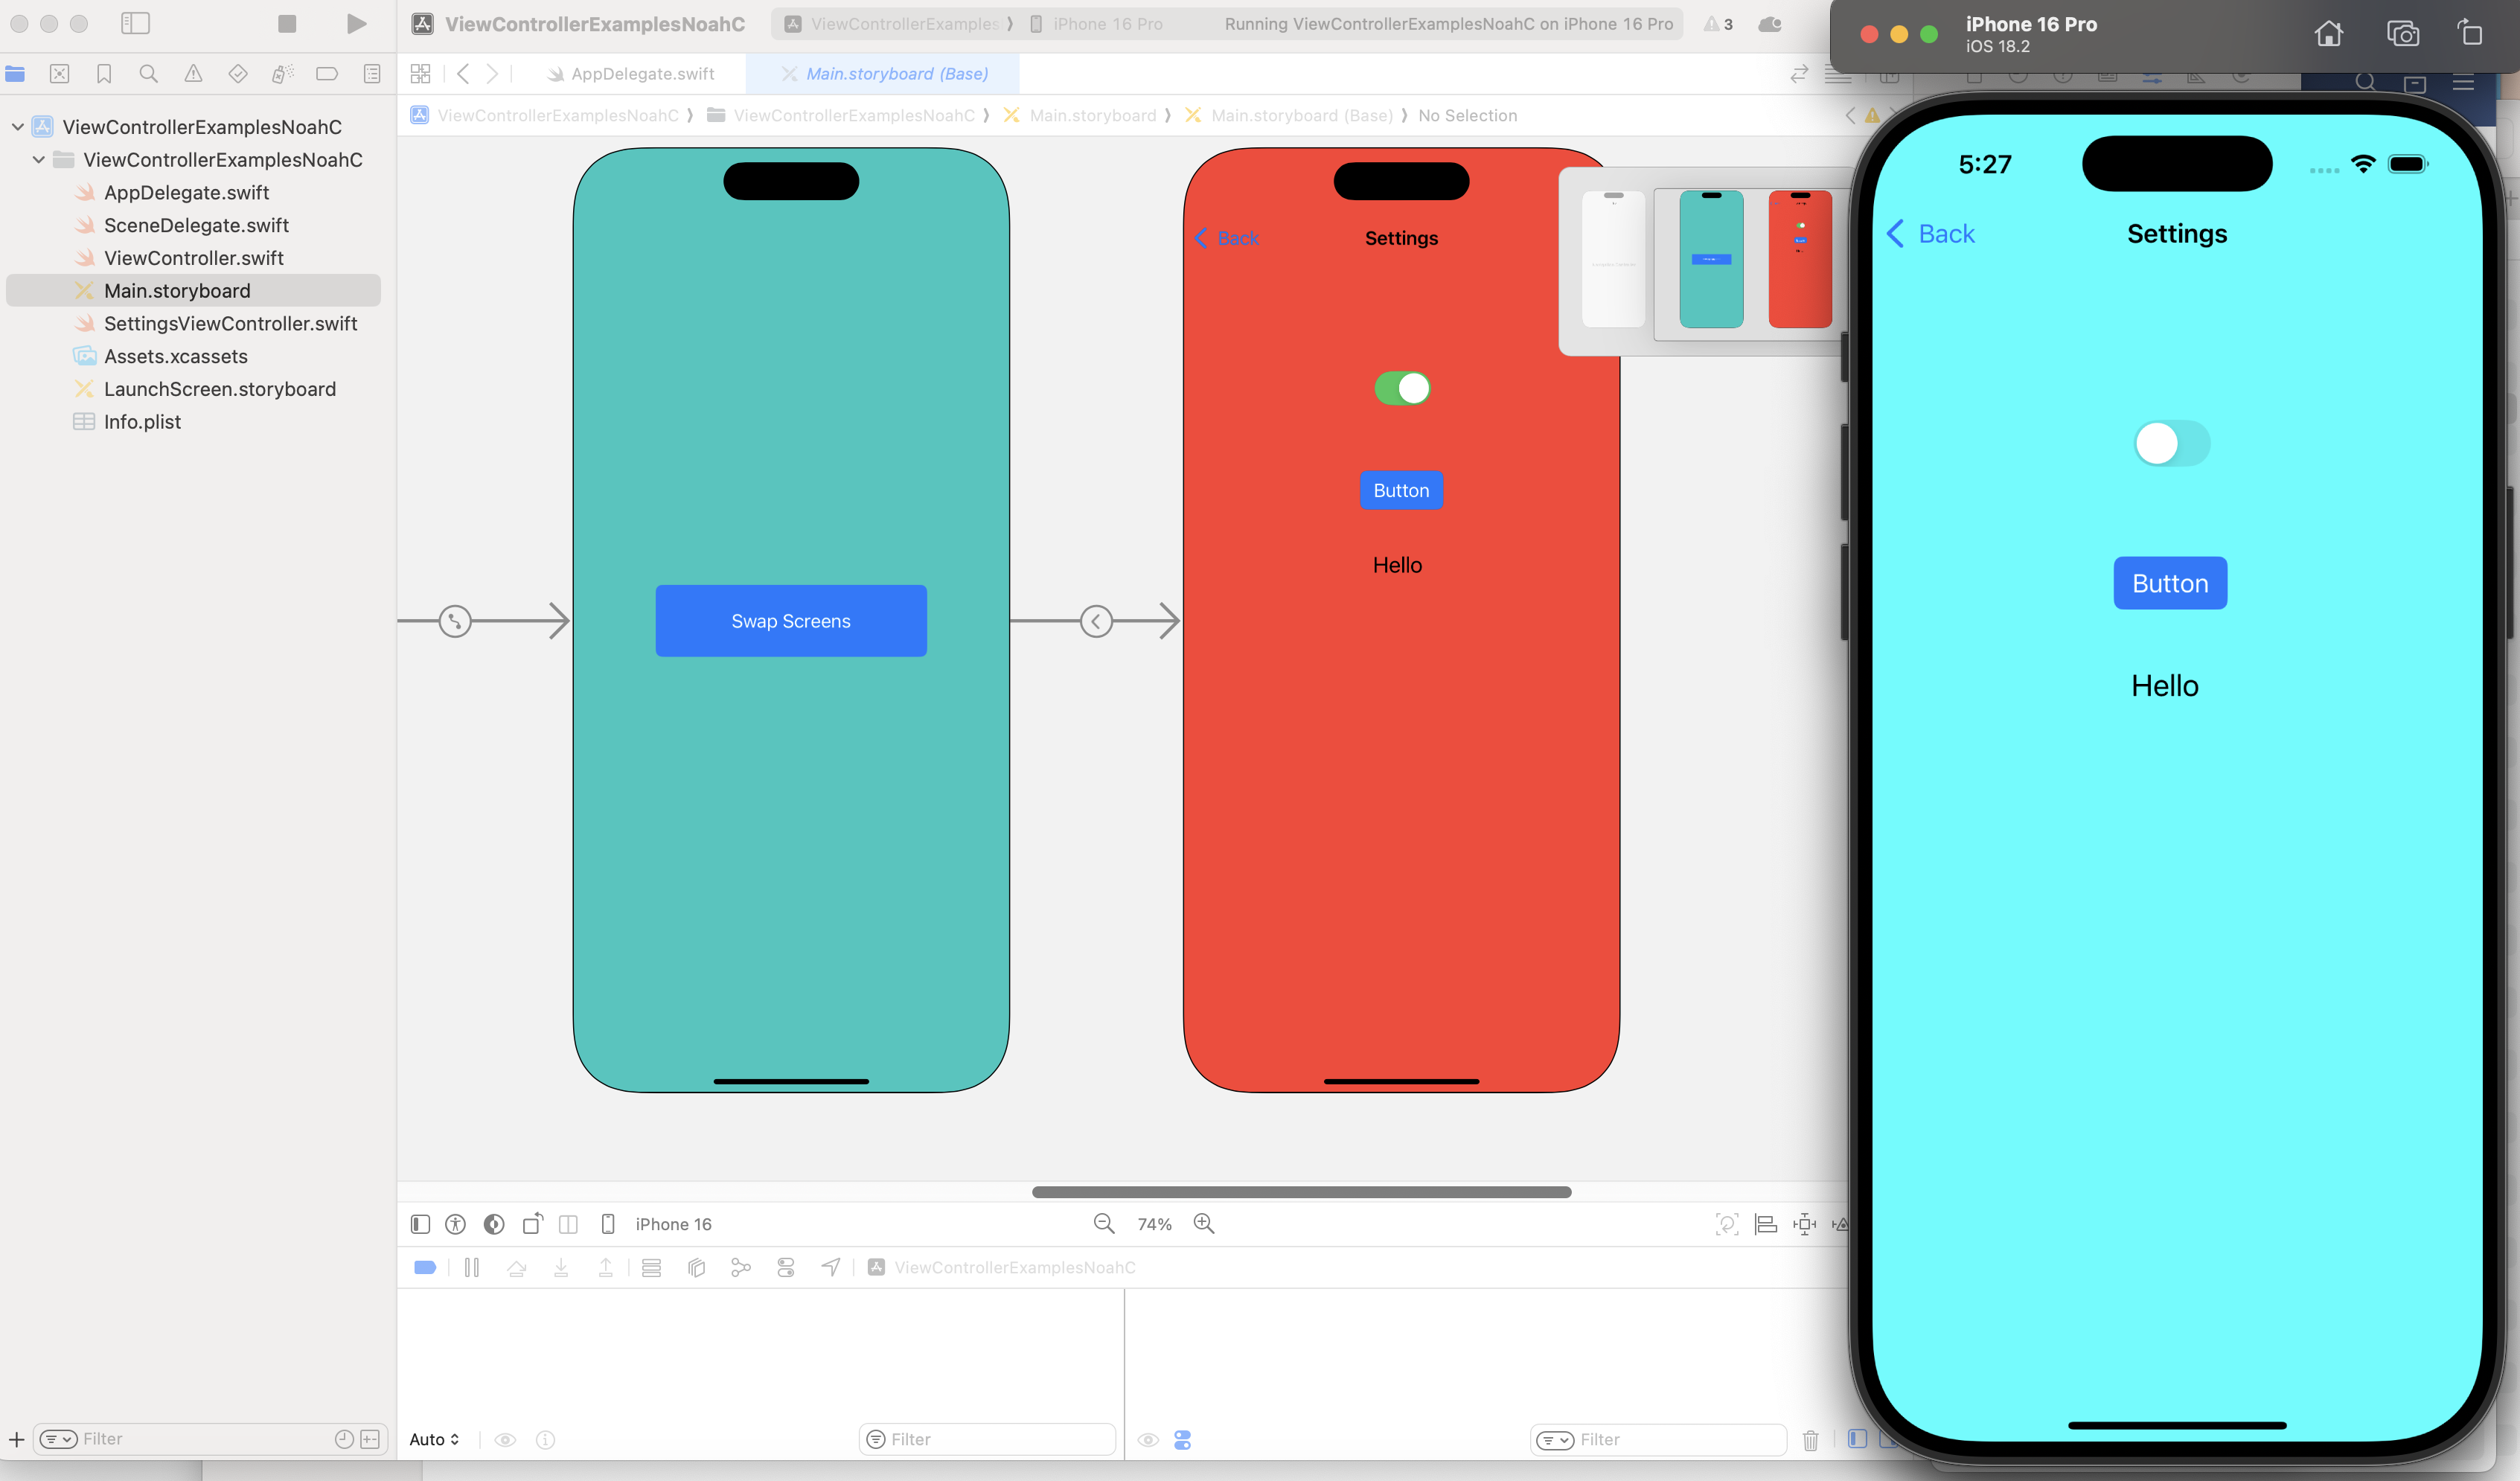 ViewControllerExamplesNoahC
ViewControllerExamples
iPhone 16 Pro
Running ViewControllerExamplesNoahC on iPhone 16 Pro
3
iPhone 16 Pro
iOS 18.2
AppDelegate.swift
Main.storyboard (Base)
ViewControllerExamplesNoahC
ViewControllerExamplesNoahC
Main.storyboard
Main.storyboard (Base)
No Selection
ViewControllerExamplesNoahC
ViewControllerExamplesNoahC
AppDelegate.swift
SceneDelegate.swift
ViewController.swift
Main.storyboard
SettingsViewController.swift
Assets.xcassets
LaunchScreen.storyboard
Info.plist
Swap Screens
Back
Settings
Button
Hello
5:27
Back
Settings
Button
Hello
iPhone 16
74%
ViewControllerExamplesNoahC
Filter
Auto
Filter
Filter